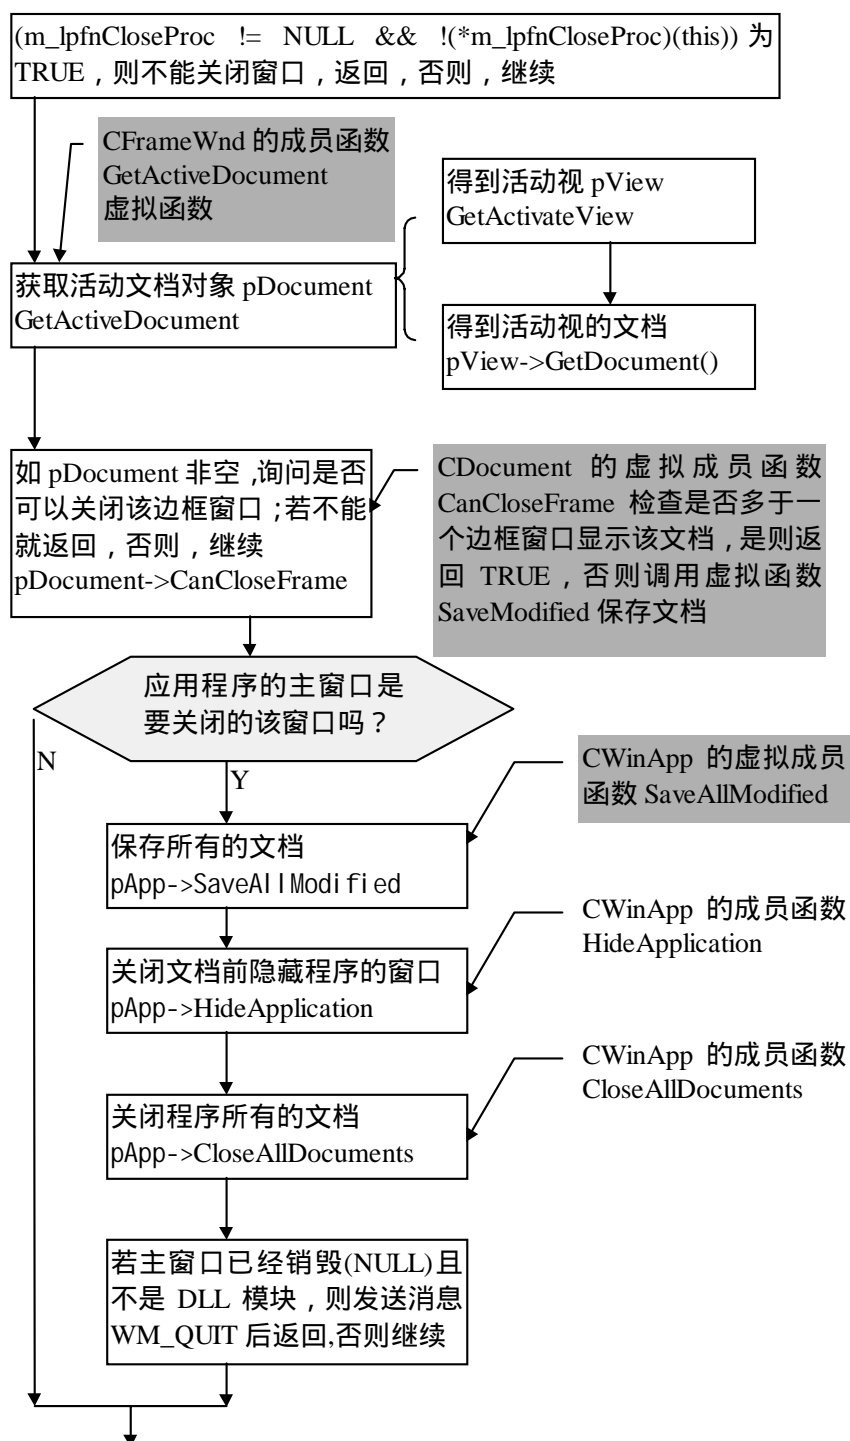 (m_lpfnCloseProc != NULL && !(*m_lpfnCloseProc)(this)) 为
TRUE，则不能关闭窗口，返回，否则，继续
CFrameWnd 的成员函数
GetActiveDocument
虚拟函数
得到活动视 pView
GetActivateView
获取活动文档对象 pDocument
GetActiveDocument
得到活动视的文档
pView->GetDocument()
如 pDocument 非空，询问是否
可以关闭该边框窗口；若不能
就返回，否则，继续
pDocument->CanCloseFrame
CDocument 的虚拟成员函数
CanCloseFrame 检查是否多于一
个边框窗口显示该文档，是则返
回 TRUE，否则调用虚拟函数
SaveModified 保存文档
应用程序的主窗口是
要关闭的该窗口吗？
N
Y
CWinApp 的虚拟成员
函数 SaveAllModified
保存所有的文档
pApp->SaveAllModified
CWinApp 的成员函数
HideApplication
关闭文档前隐藏程序的窗口
pApp->HideApplication
CWinApp 的成员函数
CloseAllDocuments
关闭程序所有的文档
pApp->CloseAllDocuments
若主窗口已经销毁(NULL)且
不是 DLL 模块，则发送消息
WM_QUIT 后返回,否则继续